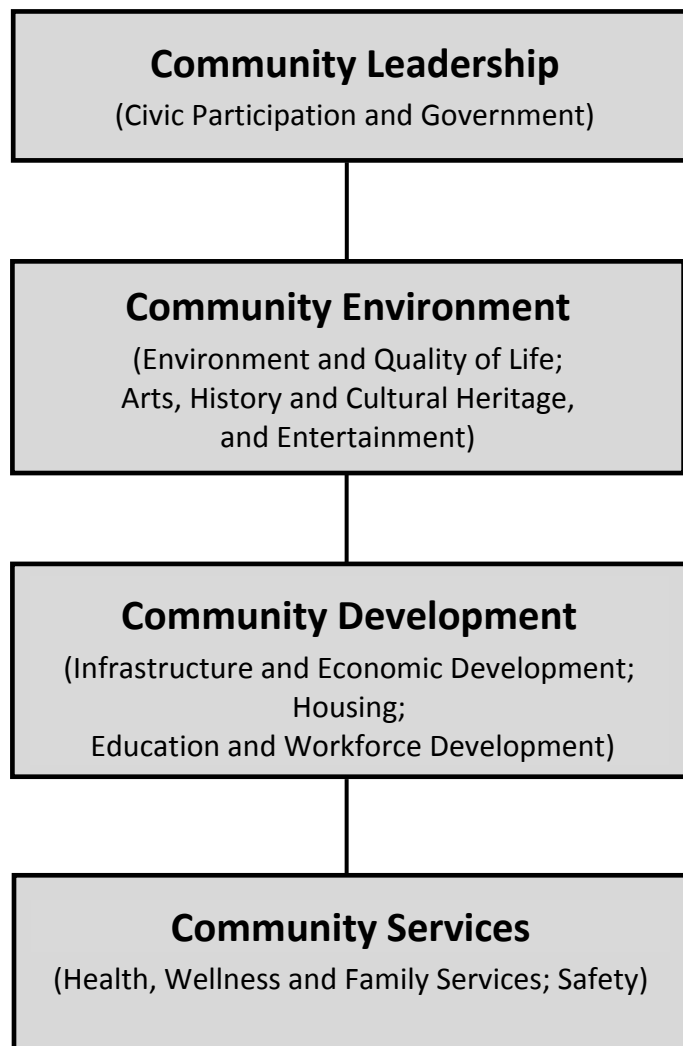 Community Leadership
(Civic Participation and Government)
Community Environment
(Environment and Quality of Life;
Arts, History and Cultural Heritage,
and Entertainment)
Community Development
(Infrastructure and Economic Development;
Housing;
Education and Workforce Development)
Community Services
(Health, Wellness and Family Services; Safety)